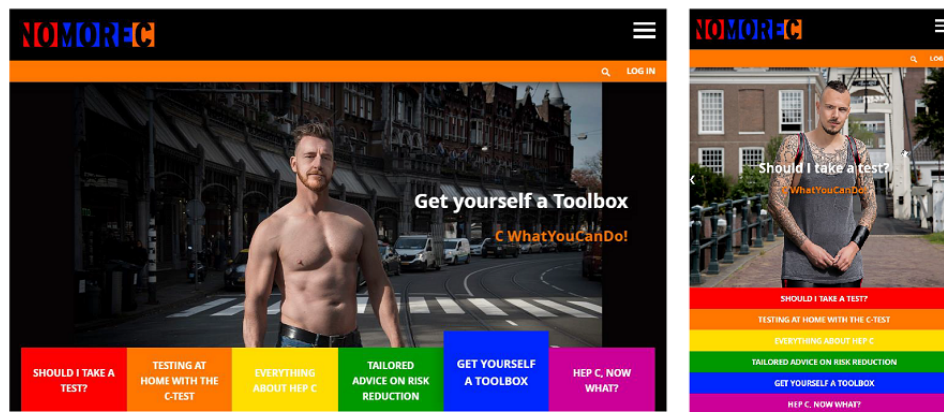 NOMOREC
LOG IN
Get yourself a Toolbox
C WhatYouCanDo!
SHOULD I TAKE A
TEST?
TESTING AT
HOME WITH THE
C-TEST
EVERYTHING
ABOUT HEP C
TAILORED
ADVICE ON RISK
REDUCTION
GET YOURSELF
A TOOLBOX
HEP C, NOW
WHAT?
NOMOREC
LOG
Should I take a test?
C WhatYouCanDo!
SHOULD I TAKE A TEST?
TESTING AT HOME WITH THE C-TEST
EVERYTHING ABOUT HEP C
TAILORED ADVICE ON RISK REDUCTION
GET YOURSELF A TOOLBOX
HEP C, NOW WHAT?